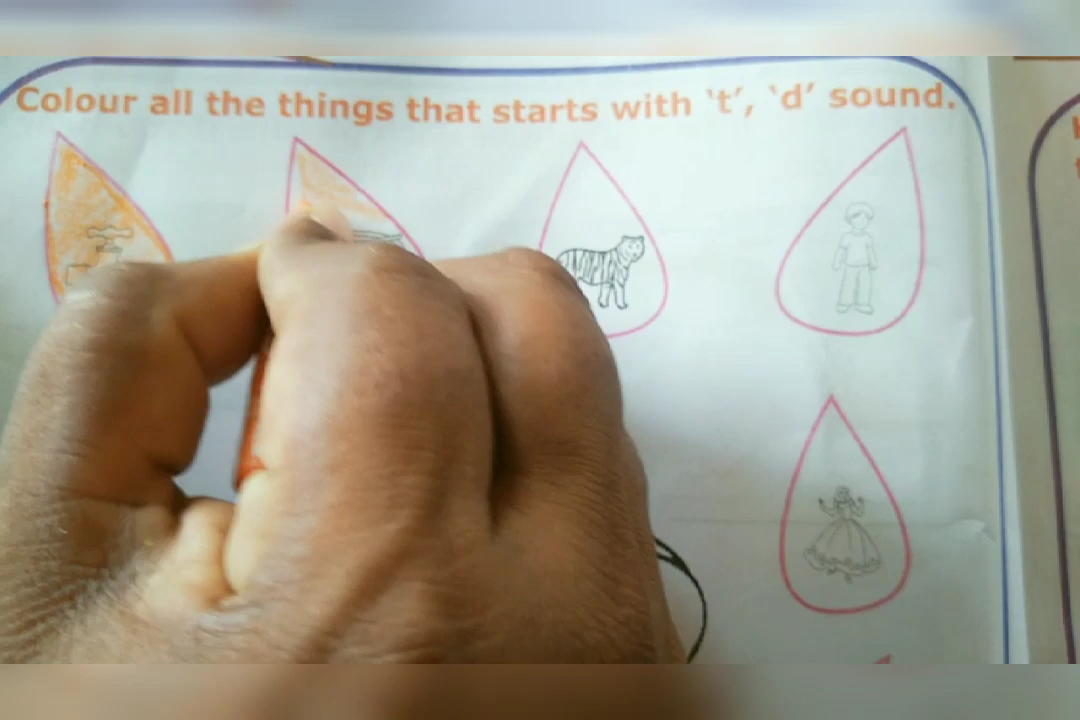 Colour all the things that starts with ‘t’, ‘d’ sound.